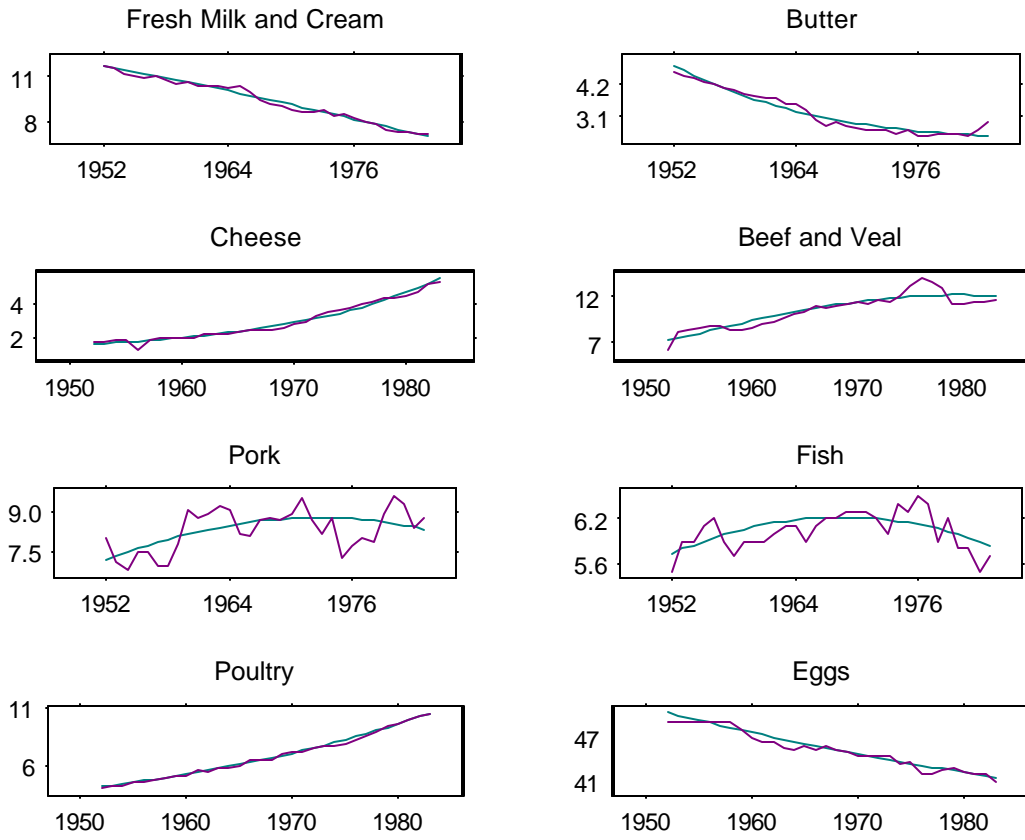 Fresh Milk and Cream
11
8
1952 1964 1976
Butter
4.2
3.1
1952 1964 1976
Cheese
4
2
1950 1960 1970 1980
Beef and Veal
12
7
1950 1960 1970 1980
Pork
9.0
7.5
1952 1964 1976
Fish
6.2
5.6
1952 1964 1976
Poultry
11
6
1950 1960 1970 1980
Eggs
47
41
1950 1960 1970 1980